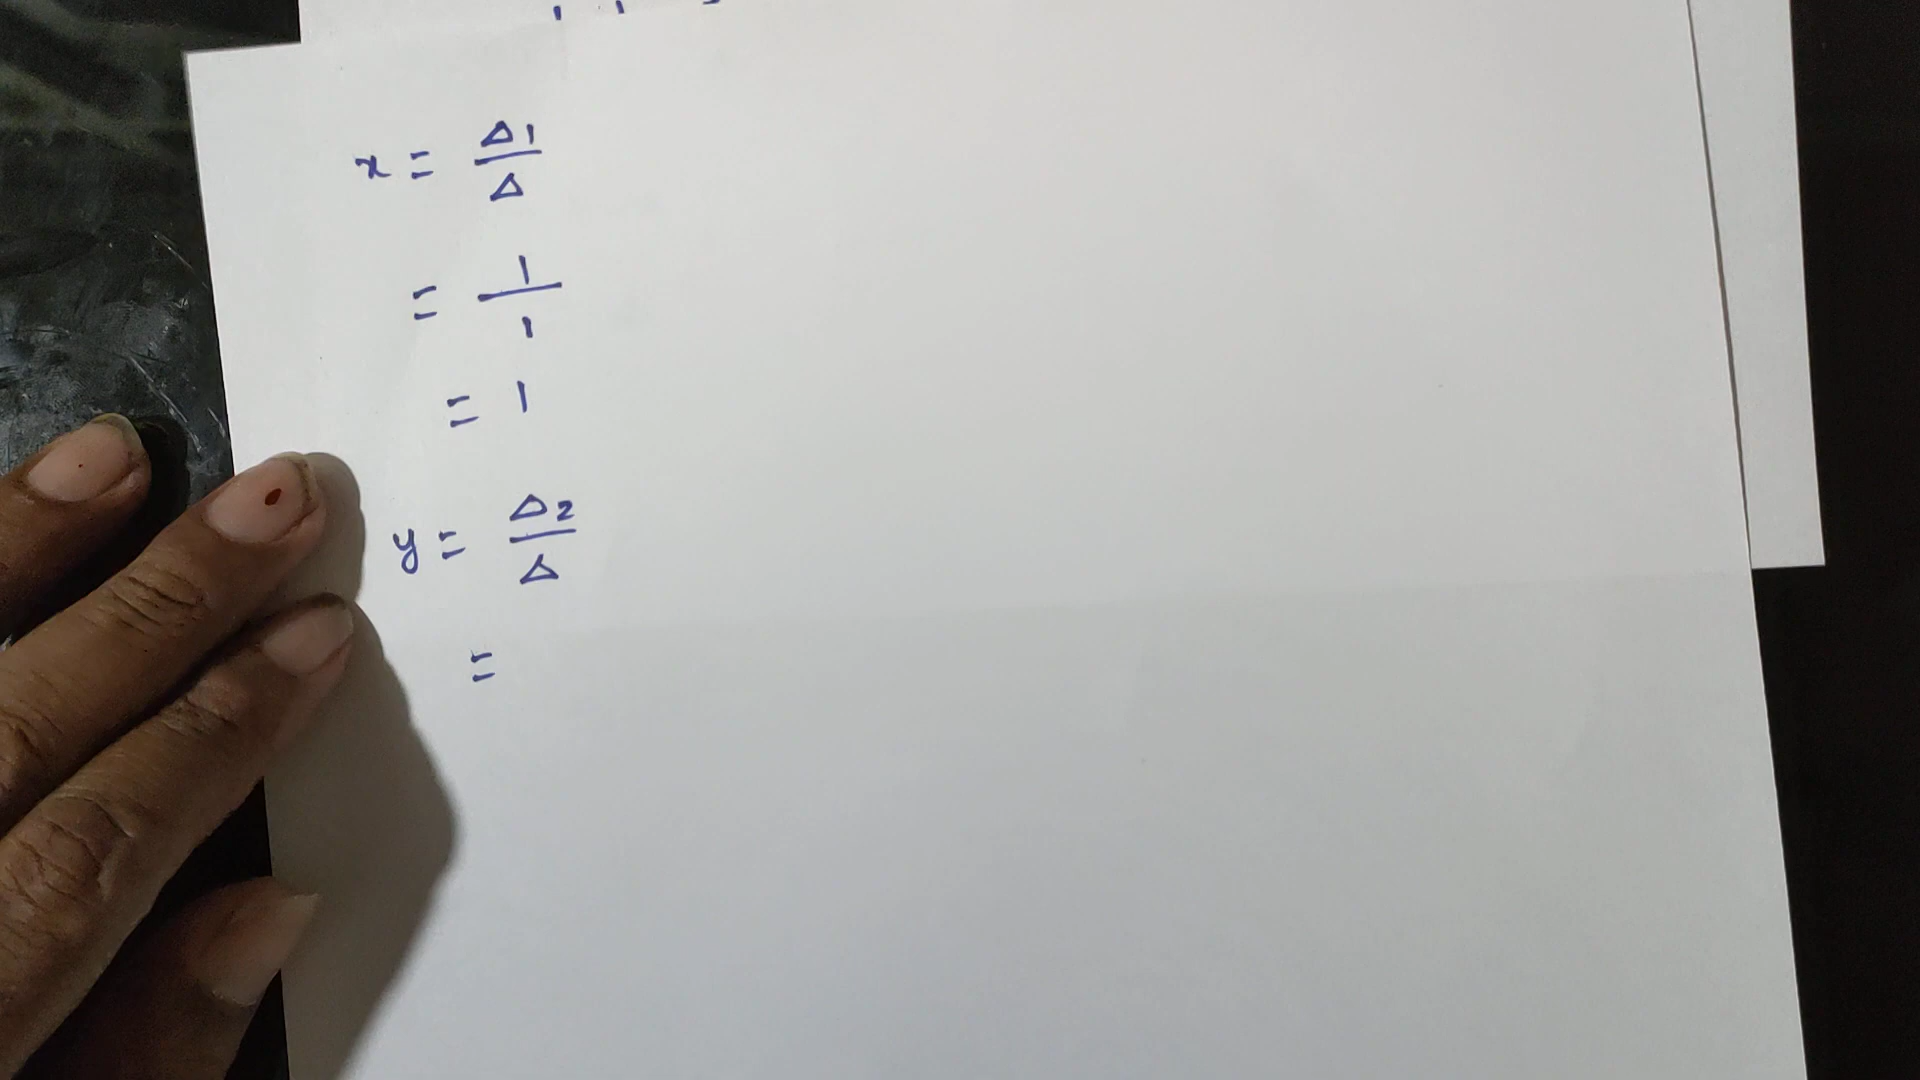 x = Δ1/Δ
= 1/1
= 1
y = Δ2/Δ
=